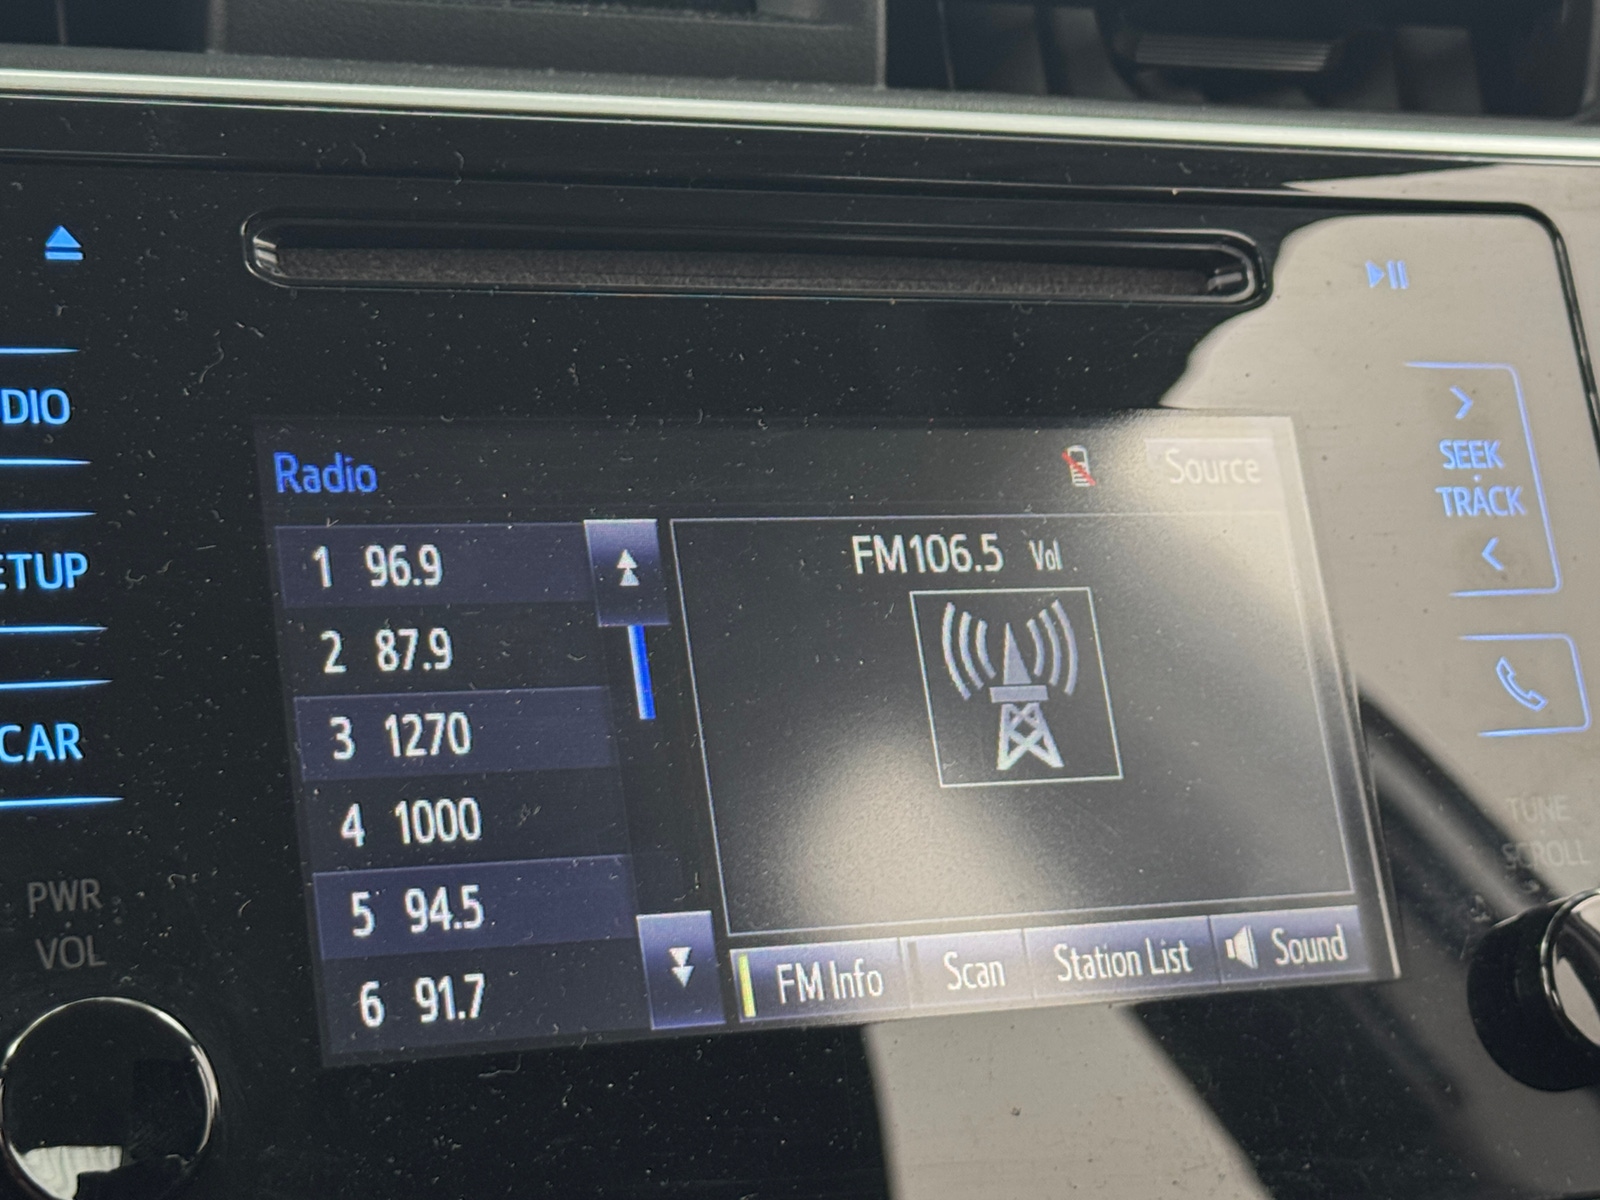 DIO
ETUP
CAR
PWR
VOL
Radio
Source
1 96.9
2 87.9
3 1270
4 1000
5 94.5
6 91.7
FM106.5 Vol
FM Info
Scan
Station List
Sound
SEEK
TRACK
TUNE
SCROLL